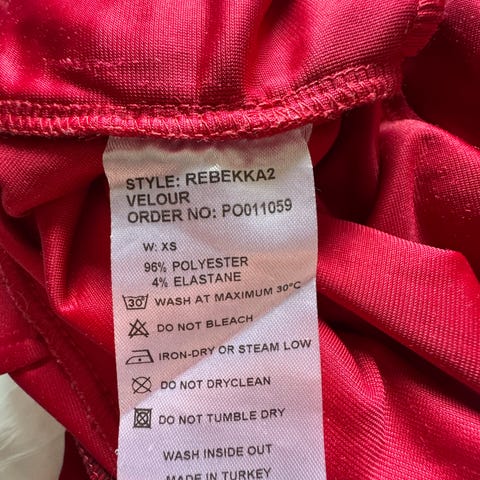 STYLE: REBEKKA2
VELOUR
ORDER NO: PO011059
W: XS
96% POLYESTER
4% ELASTANE
30 WASH AT MAXIMUM 30°C
DO NOT BLEACH
IRON-DRY OR STEAM LOW
DO NOT DRYCLEAN
DO NOT TUMBLE DRY
WASH INSIDE OUT
MADE IN TURKEY